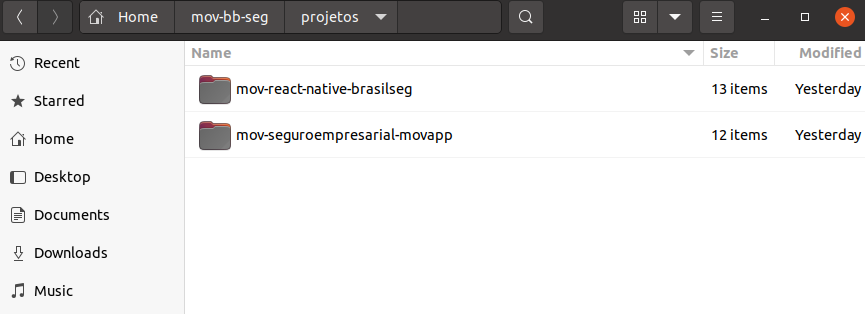 Home mov-bb-seg projetos
Name Size Modified
Recent
Starred
Home
Desktop
Documents
Downloads
Music
mov-react-native-brasilseg 13 items Yesterday
mov-seguroempresarial-movapp 12 items Yesterday